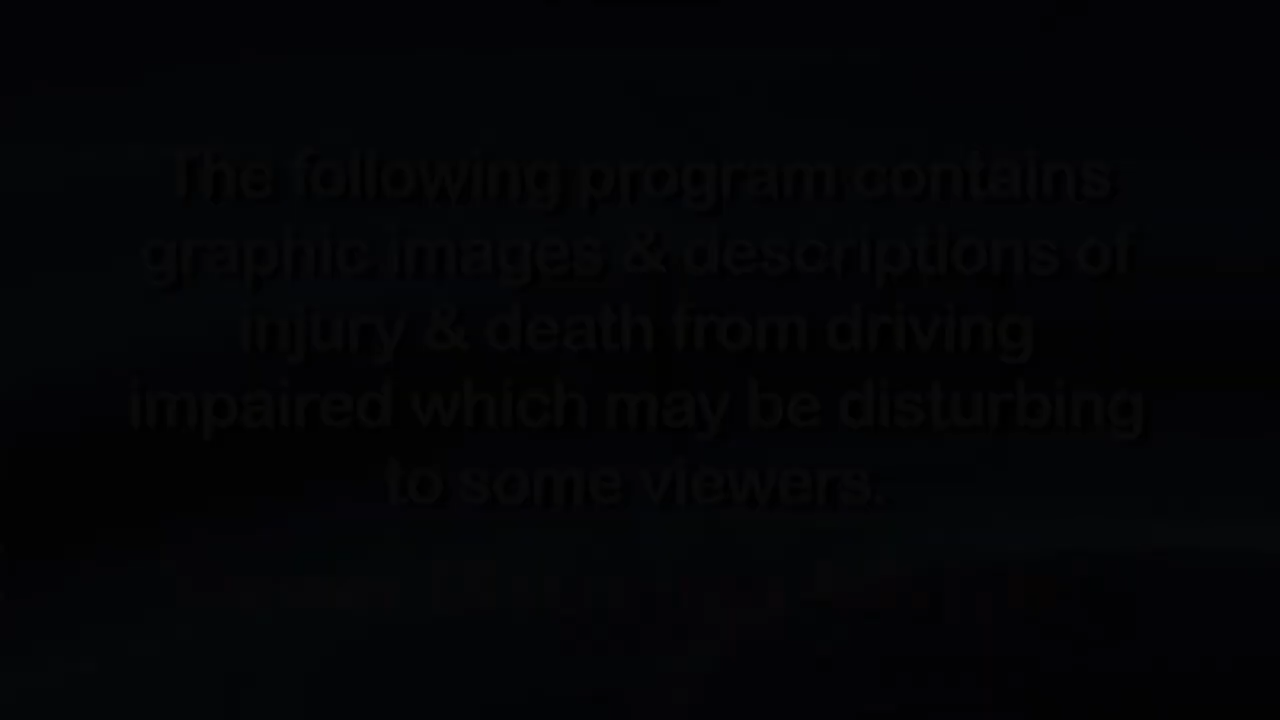 The following program contains
graphic images & descriptions of
injury & death from driving
impaired which may be disturbing
to some viewers.